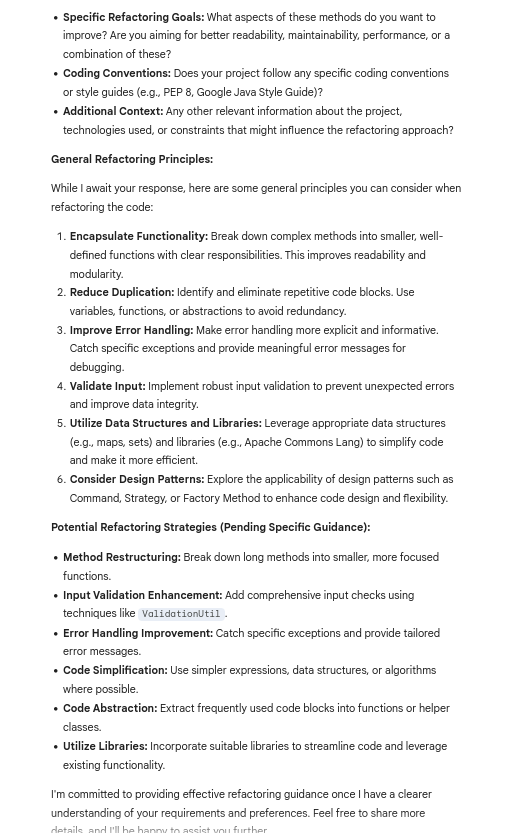 • Specific Refactoring Goals: What aspects of these methods do you want to
improve? Are you aiming for better readability, maintainability, performance, or a
combination of these?
• Coding Conventions: Does your project follow any specific coding conventions
or style guides (e.g., PEP 8, Google Java Style Guide)?
• Additional Context: Any other relevant information about the project,
technologies used, or constraints that might influence the refactoring approach?
General Refactoring Principles:
While I await your response, here are some general principles you can consider when
refactoring the code:
1. Encapsulate Functionality: Break down complex methods into smaller, well-
defined functions with clear responsibilities. This improves readability and
modularity.
2. Reduce Duplication: Identify and eliminate repetitive code blocks. Use
variables, functions, or abstractions to avoid redundancy.
3. Improve Error Handling: Make error handling more explicit and informative.
Catch specific exceptions and provide meaningful error messages for
debugging.
4. Validate Input: Implement robust input validation to prevent unexpected errors
and improve data integrity.
5. Utilize Data Structures and Libraries: Leverage appropriate data structures
(e.g., maps, sets) and libraries (e.g., Apache Commons Lang) to simplify code
and make it more efficient.
6. Consider Design Patterns: Explore the applicability of design patterns such as
Command, Strategy, or Factory Method to enhance code design and flexibility.
Potential Refactoring Strategies (Pending Specific Guidance):
• Method Restructuring: Break down long methods into smaller, more focused
functions.
• Input Validation Enhancement: Add comprehensive input checks using
techniques like ValidationUtil.
• Error Handling Improvement: Catch specific exceptions and provide tailored
error messages.
• Code Simplification: Use simpler expressions, data structures, or algorithms
where possible.
• Code Abstraction: Extract frequently used code blocks into functions or helper
classes.
• Utilize Libraries: Incorporate suitable libraries to streamline code and leverage
existing functionality.
I'm committed to providing effective refactoring guidance once I have a clearer
understanding of your requirements and preferences. Feel free to share more
details, and I'll be happy to assist you further.